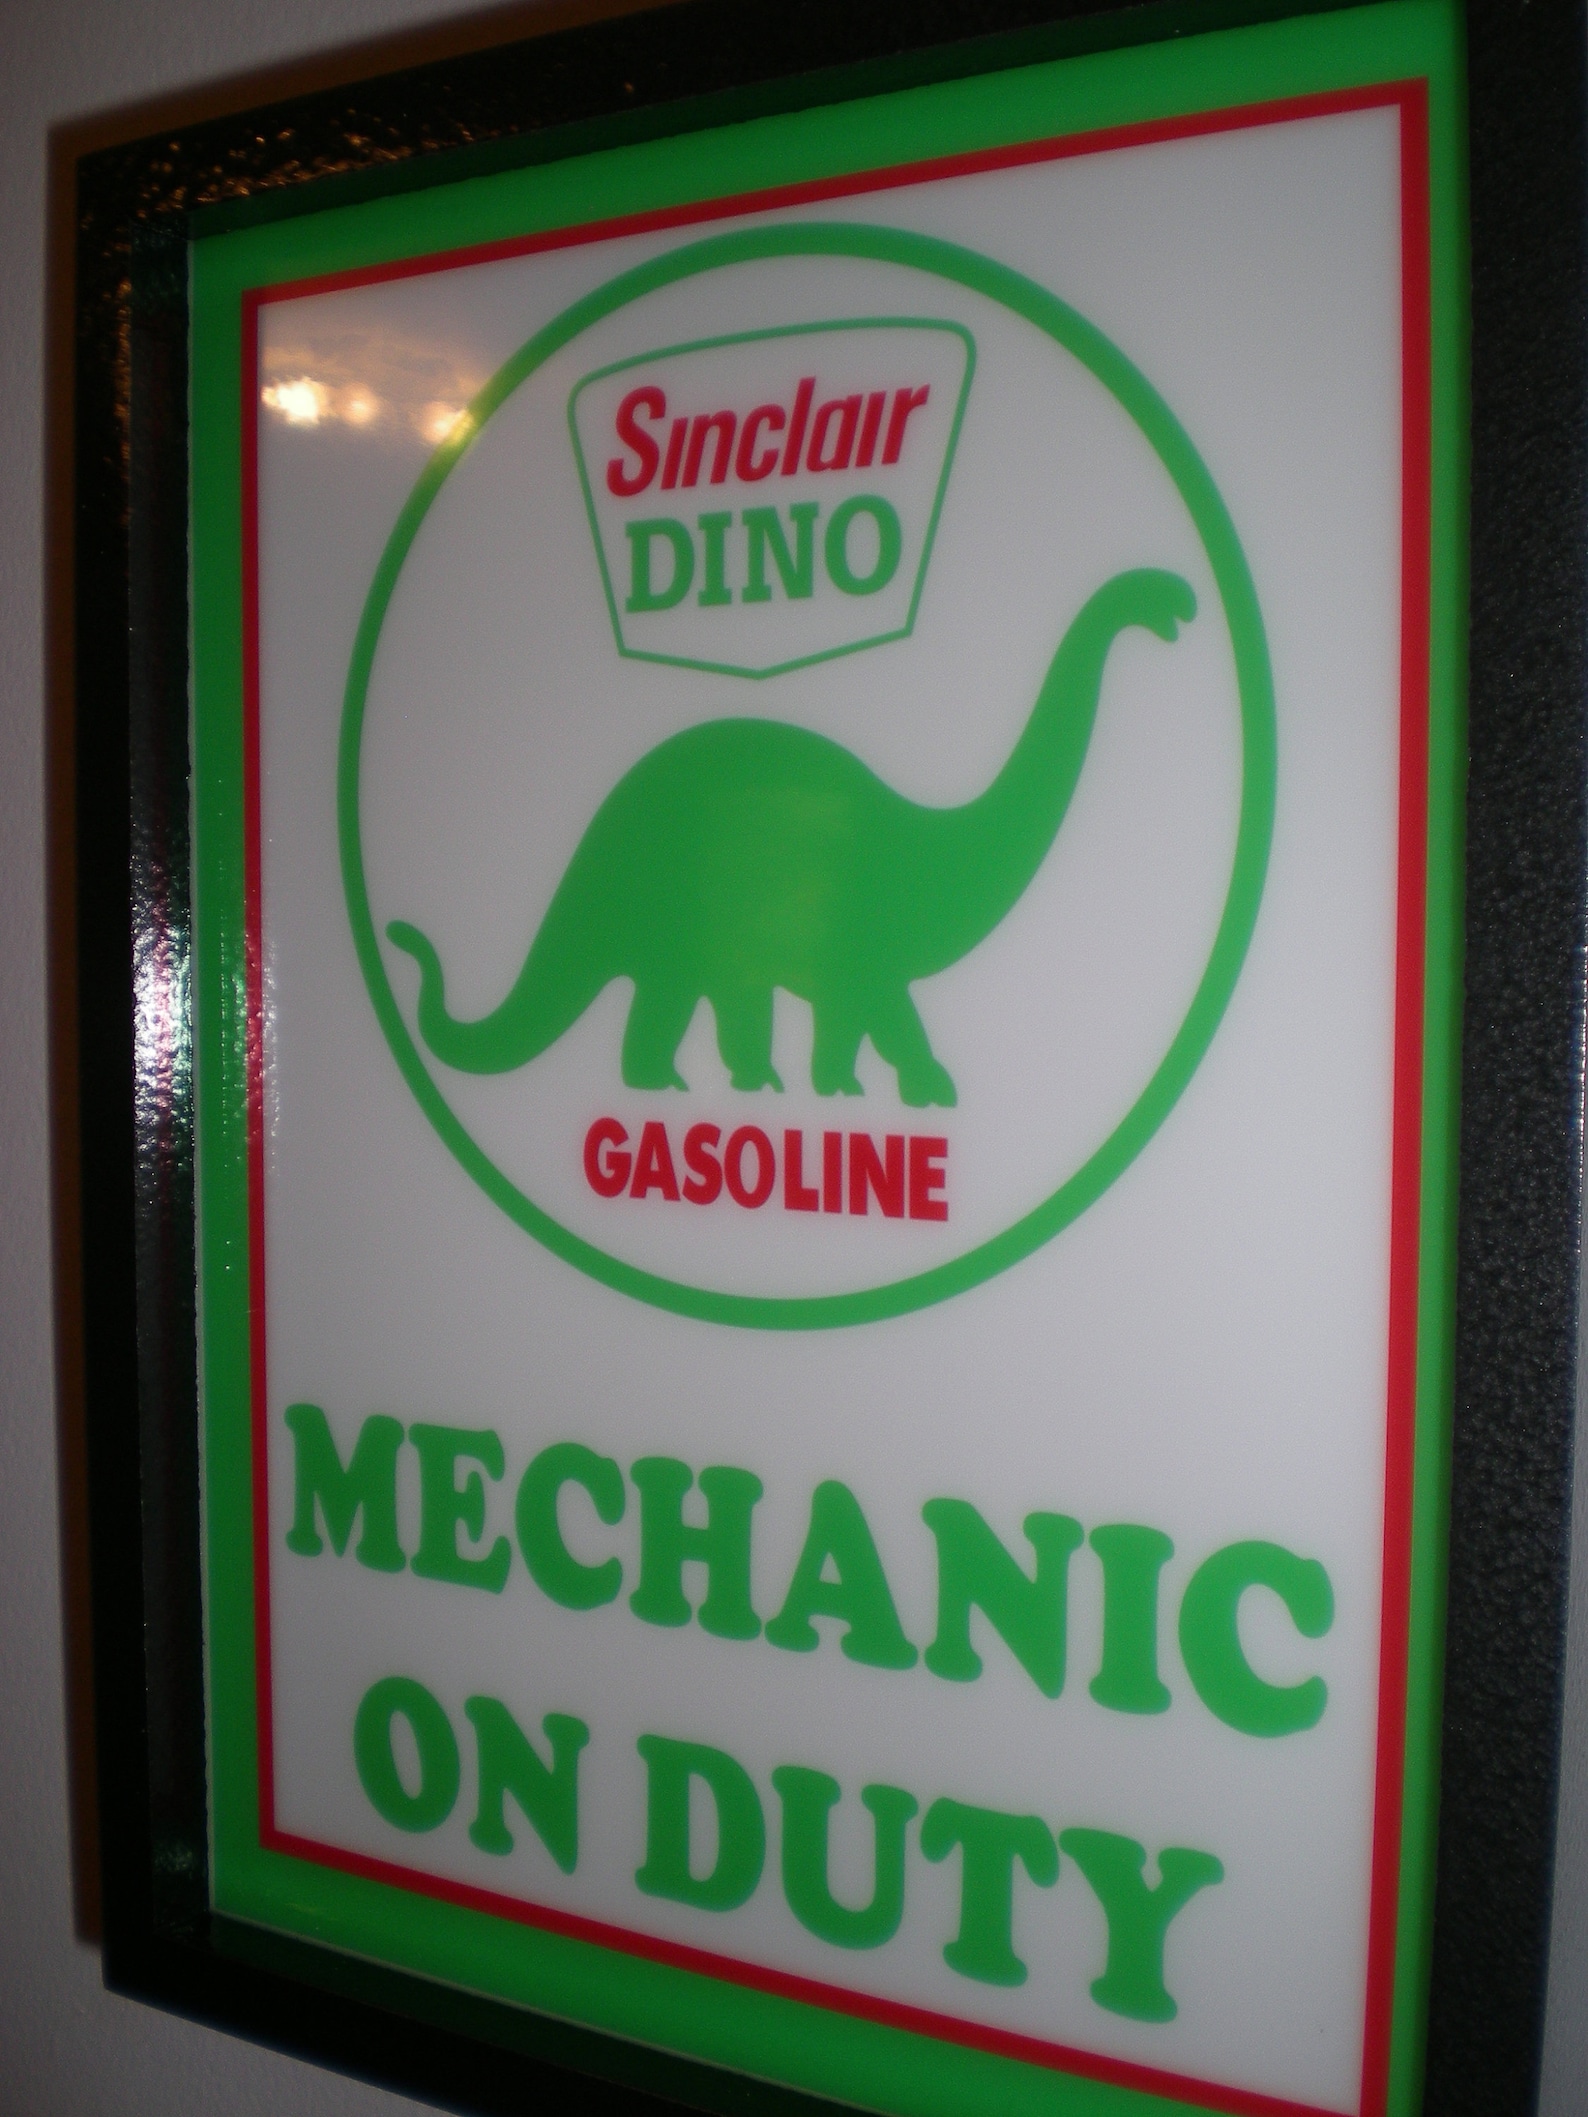 Sinclair
DINO
GASOLINE
MECHANIC
ON DUTY